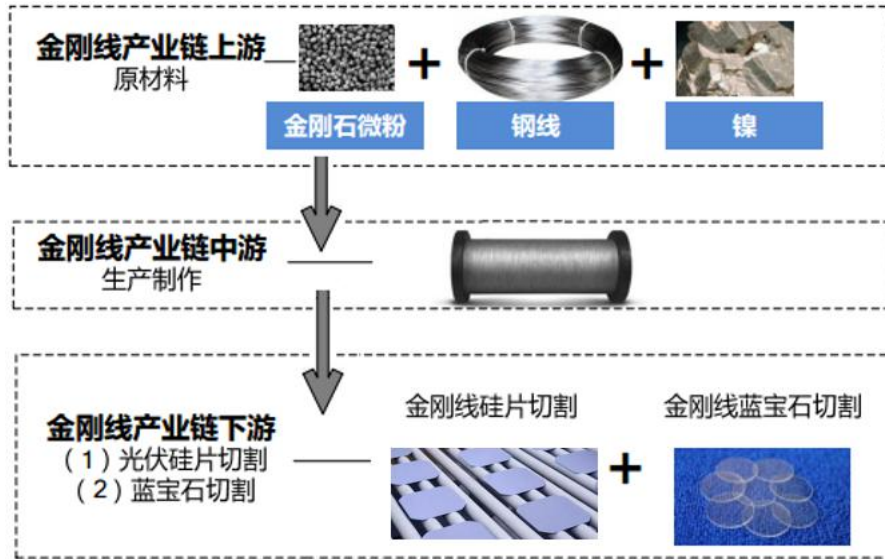 金刚线产业链上游
原材料
金刚石微粉
钢线
镍
金刚线产业链中游
生产制作
金刚线产业链下游
（1）光伏硅片切割
（2）蓝宝石切割
金刚线硅片切割
金刚线蓝宝石切割